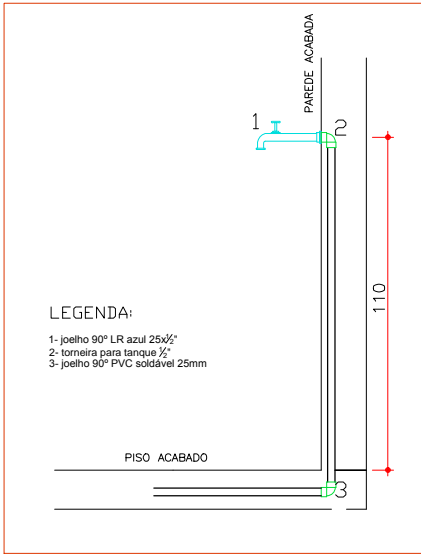 PAREDE ACABADA
1
2
110
LEGENDA:
1- joelho 90º LR azul 25x½"
2- torneira para tanque ½"
3- joelho 90º PVC soldável 25mm
PISO ACABADO
3